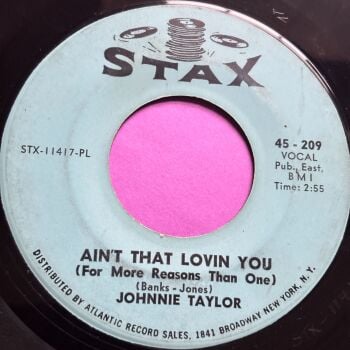 STAX
STX-11417-PL
45 - 209
VOCAL
Pub., East,
BMI
Time: 2:55
AIN'T THAT LOVIN YOU
(For More Reasons Than One)
(Banks - Jones)
JOHNNIE TAYLOR
DISTRIBUTED BY ATLANTIC RECORD SALES, 1841 BROADWAY NEW YORK, N. Y.